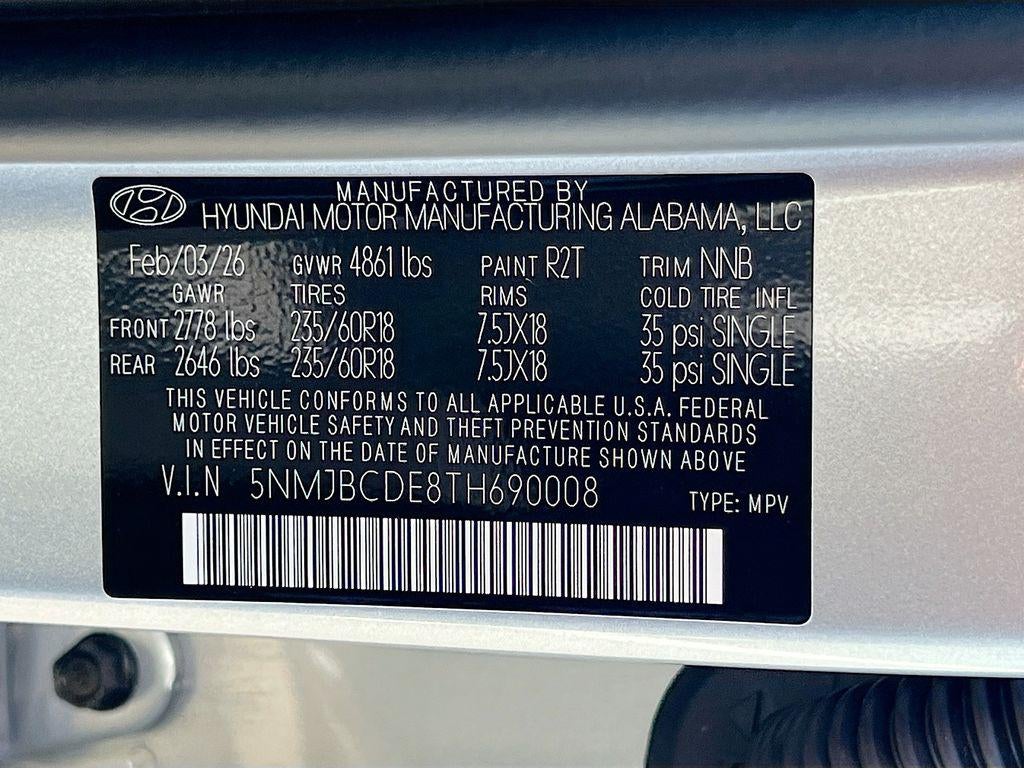 MANUFACTURED BY
HYUNDAI MOTOR MANUFACTURING ALABAMA, LLC
Feb/03/26 GVWR 4861 lbs PAINT R2T TRIM NNB
GAWR TIRES RIMS COLD TIRE INFL
FRONT 2778 lbs 235/60R18 7.5JX18 35 psi SINGLE
REAR 2646 lbs 235/60R18 7.5JX18 35 psi SINGLE
THIS VEHICLE CONFORMS TO ALL APPLICABLE U.S.A. FEDERAL
MOTOR VEHICLE SAFETY AND THEFT PREVENTION STANDARDS
IN EFFECT ON THE DATE OF MANUFACTURE SHOWN ABOVE
V.I.N 5NMJBCDE8TH690008 TYPE: MPV